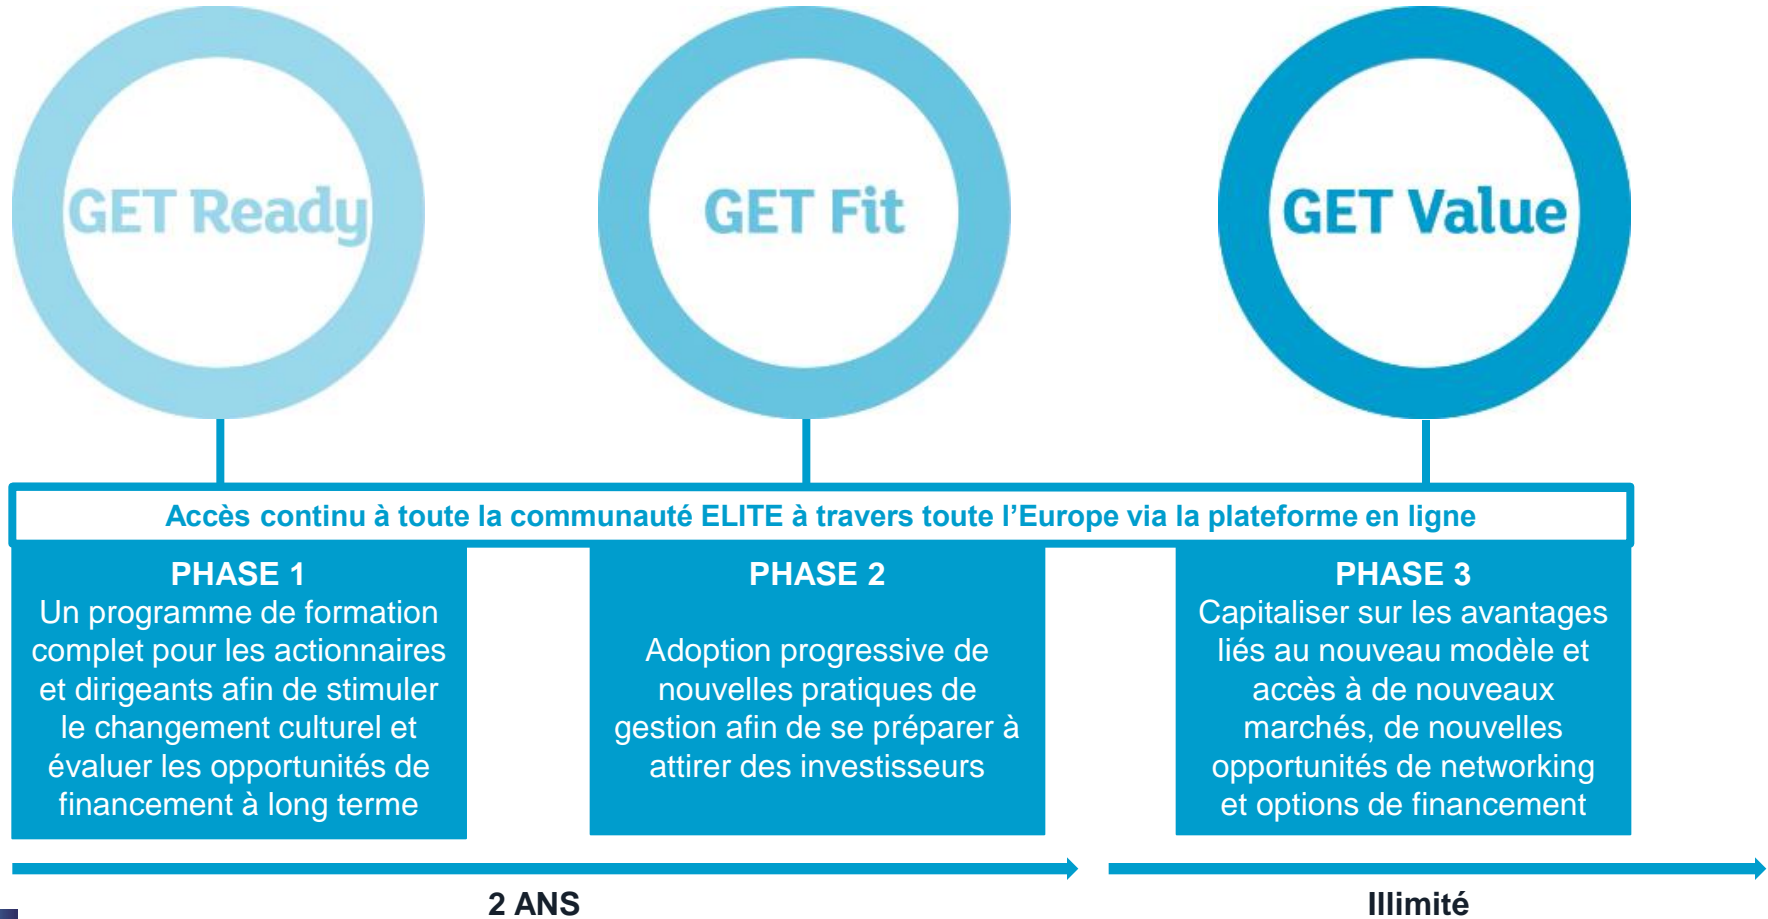 GET Ready
GET Fit
GET Value
Accès continu à toute la communauté ELITE à travers toute l’Europe via la plateforme en ligne
PHASE 1
Un programme de formation
complet pour les actionnaires
et dirigeants afin de stimuler
le changement culturel et
évaluer les opportunités de
financement à long terme
PHASE 2
Adoption progressive de
nouvelles pratiques de
gestion afin de se préparer à
attirer des investisseurs
PHASE 3
Capitaliser sur les avantages
liés au nouveau modèle et
accès à de nouveaux
marchés, de nouvelles
opportunités de networking
et options de financement
2 ANS
Illimité